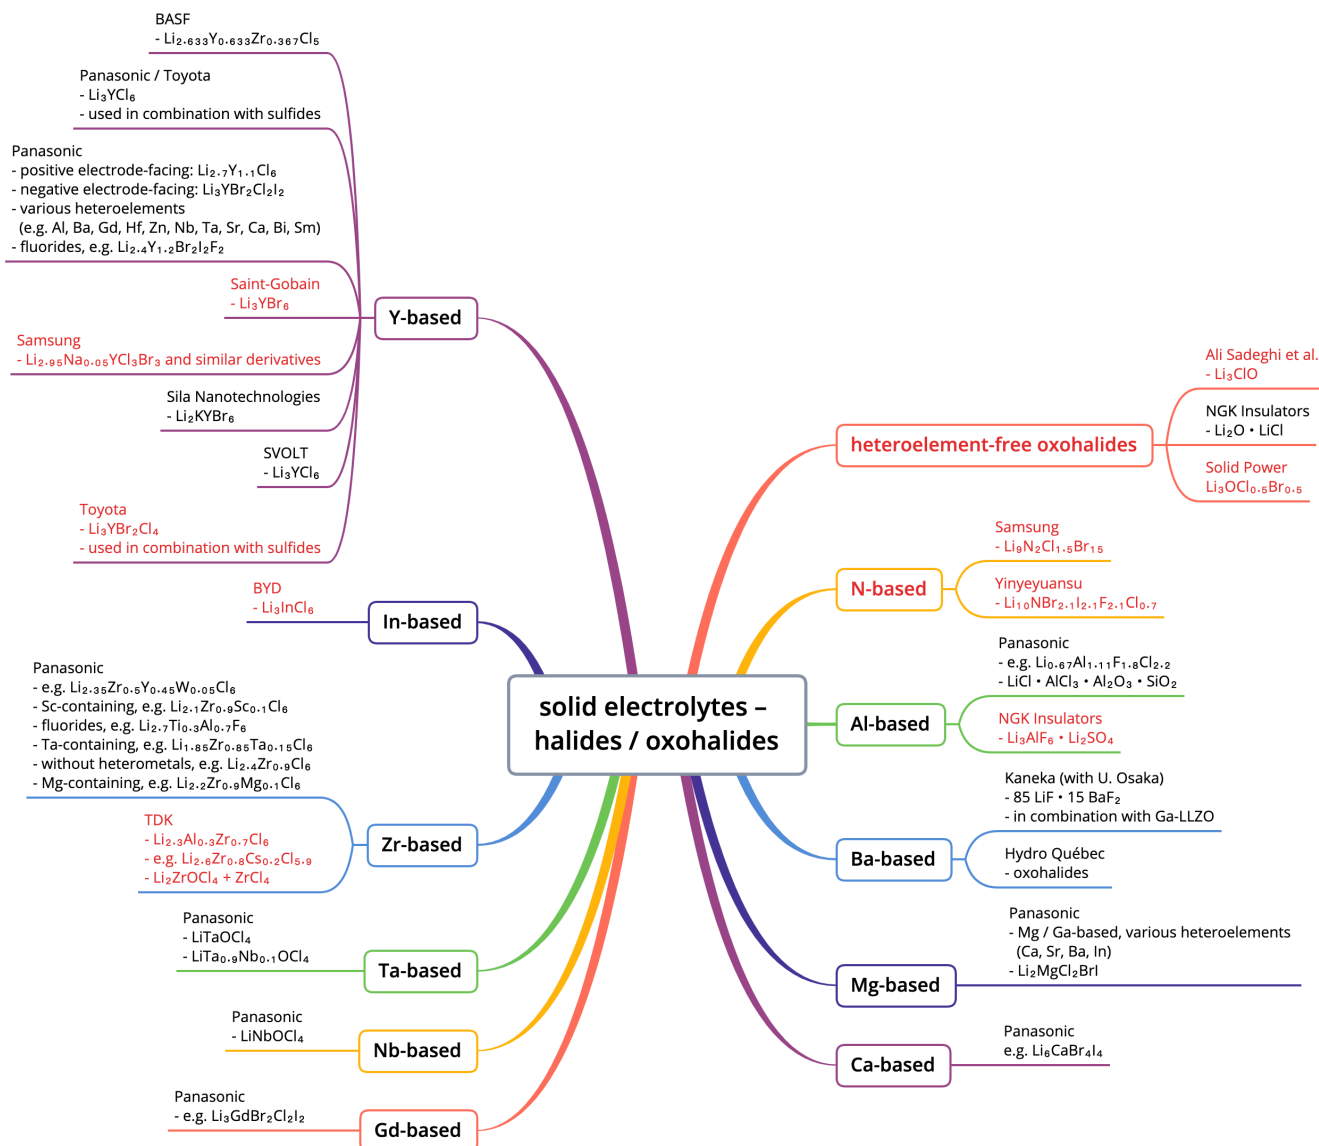 BASF
- Li₂.₆₃₃Y₀.₆₃₃Zr₀.₃₆₇Cl₅
Panasonic / Toyota
- Li₃YCl₆
- used in combination with sulfides
Panasonic
- positive electrode-facing: Li₂.₇Y₁.₁Cl₆
- negative electrode-facing: Li₃YBr₂Cl₂I₂
- various heteroelements
(e.g. Al, Ba, Gd, Hf, Zn, Nb, Ta, Sr, Ca, Bi, Sm)
- fluorides, e.g. Li₂.₄Y₁.₂Br₂I₂F₂
Saint-Gobain
- Li₃YBr₆
Samsung
- Li₂.₉₅Na₀.₀₅YCl₃Br₃ and similar derivatives
Sila Nanotechnologies
- Li₂KYBr₆
SVOLT
- Li₃YCl₆
Toyota
- Li₃YBr₂Cl₄
- used in combination with sulfides
Y-based
BYD
- Li₃InCl₆
In-based
Panasonic
- e.g. Li₂.₃₅Zr₀.₅Y₀.₄₅W₀.₀₅Cl₆
- Sc-containing, e.g. Li₂.₁Zr₀.₉Sc₀.₁Cl₆
- fluorides, e.g. Li₂.₇Ti₀.₃Al₀.₇F₆
- Ta-containing, e.g. Li₁.₈₅Zr₀.₈₅Ta₀.₁₅Cl₆
- without heterometals, e.g. Li₂.₄Zr₀.₉Cl₆
- Mg-containing, e.g. Li₂.₂Zr₀.₉Mg₀.₁Cl₆
TDK
- Li₂.₃Al₀.₃Zr₀.₇Cl₆
- e.g. Li₂.₆Zr₀.₈Cs₀.₂Cl₅.₉
- Li₂ZrOCl₄ + ZrCl₄
Zr-based
Panasonic
- LiTaOCl₄
- LiTa₀.₉Nb₀.₁OCl₄
Ta-based
Panasonic
- LiNbOCl₄
Nb-based
Panasonic
- e.g. Li₃GdBr₂Cl₂I₂
Gd-based
solid electrolytes –
halides / oxohalides
heteroelement-free oxohalides
Ali Sadeghi et al.
- Li₃ClO
NGK Insulators
- Li₂O • LiCl
Solid Power
Li₃OCl₀.₅Br₀.₅
N-based
Samsung
- Li₉N₂Cl₁.₅Br₁₅
Yinyeyuansu
- Li₁₀NBr₂.₁I₂.₁F₂.₁Cl₀.₇
Al-based
Panasonic
- e.g. Li₀.₆₇Al₁.₁₁F₁.₈Cl₂.₂
- LiCl • AlCl₃ • Al₂O₃ • SiO₂
NGK Insulators
- Li₃AlF₆ • Li₂SO₄
Ba-based
Kaneka (with U. Osaka)
- 85 LiF • 15 BaF₂
- in combination with Ga-LLZO
Hydro Québec
- oxohalides
Mg-based
Panasonic
- Mg / Ga-based, various heteroelements
(Ca, Sr, Ba, In)
- Li₂MgCl₂BrI
Ca-based
Panasonic
e.g. Li₆CaBr₄I₄